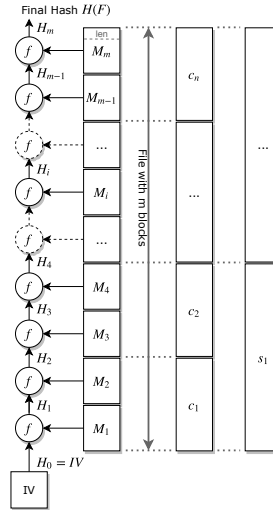 Final Hash H(F)
H_m
len
f
M_m
H_{m−1}
c_n
f
M_{m−1}
f
...
H_i
f
M_i
...
...
f
...
H_4
f
M_4
H_3
c_2
f
M_3
H_2
s_1
f
M_2
H_1
c_1
f
M_1
H_0 = IV
IV
File with m blocks